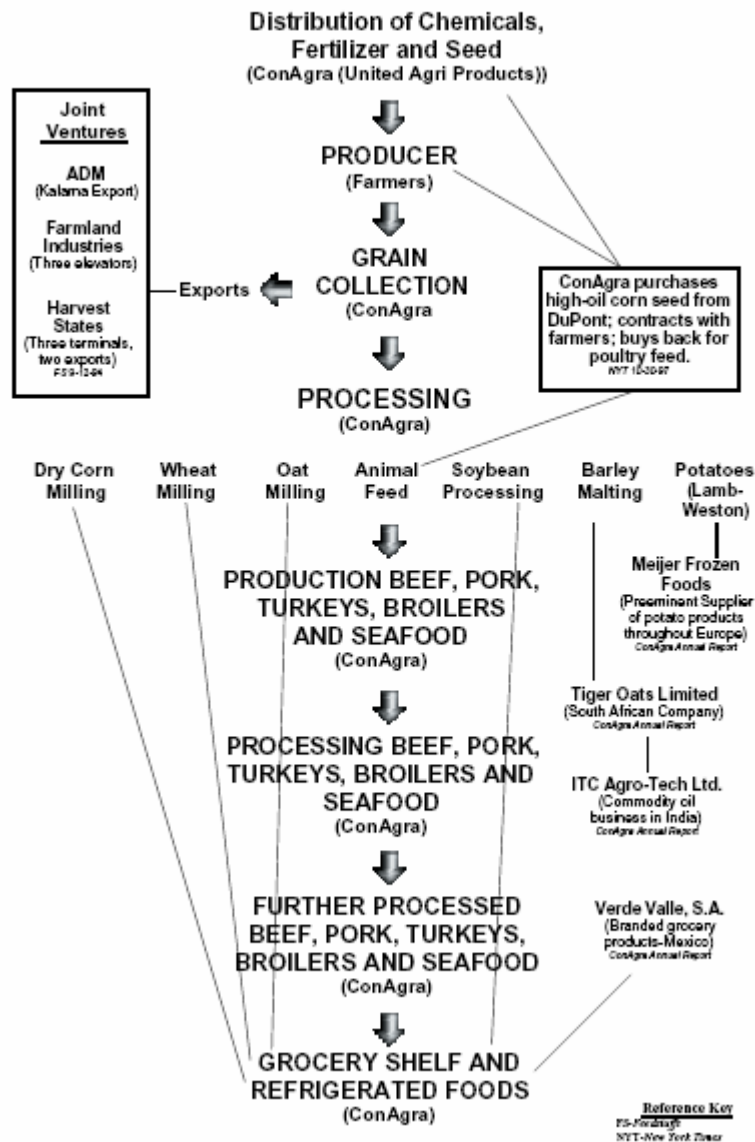 Distribution of Chemicals,
Fertilizer and Seed
(ConAgra (United Agri Products))
Joint
Ventures
ADM
(Kalama Export)
Farmland
Industries
(Three elevators)
Harvest
States
(Three terminals,
two exports)
FS 9-12-94
PRODUCER
(Farmers)
GRAIN
COLLECTION
(ConAgra
Exports
ConAgra purchases
high-oil corn seed from
DuPont; contracts with
farmers; buys back for
poultry feed.
NYT
PROCESSING
(ConAgra)
Dry Corn
Milling
Wheat
Milling
Oat
Milling
Animal
Feed
Soybean
Processing
Barley
Malting
Potatoes
(Lamb-
Weston)
PRODUCTION BEEF, PORK,
TURKEYS, BROILERS
AND SEAFOOD
(ConAgra)
Meijer Frozen
Foods
(Preeminent Supplier
of potato products
throughout Europe)
ConAgra Annual Report
Tiger Oats Limited
(South African Company)
ConAgra Annual Report
PROCESSING BEEF, PORK,
TURKEYS, BROILERS AND
SEAFOOD
(ConAgra)
ITC Agro-Tech Ltd.
(Commodity oil
business in India)
ConAgra Annual Report
FURTHER PROCESSED
BEEF, PORK, TURKEYS,
BROILERS AND SEAFOOD
(ConAgra)
Verde Valle, S.A.
(Branded grocery
products-Mexico)
ConAgra Annual Report
GROCERY SHELF AND
REFRIGERATED FOODS
(ConAgra)
Reference Key
FS-Feedstuffs
NYT-New York Times